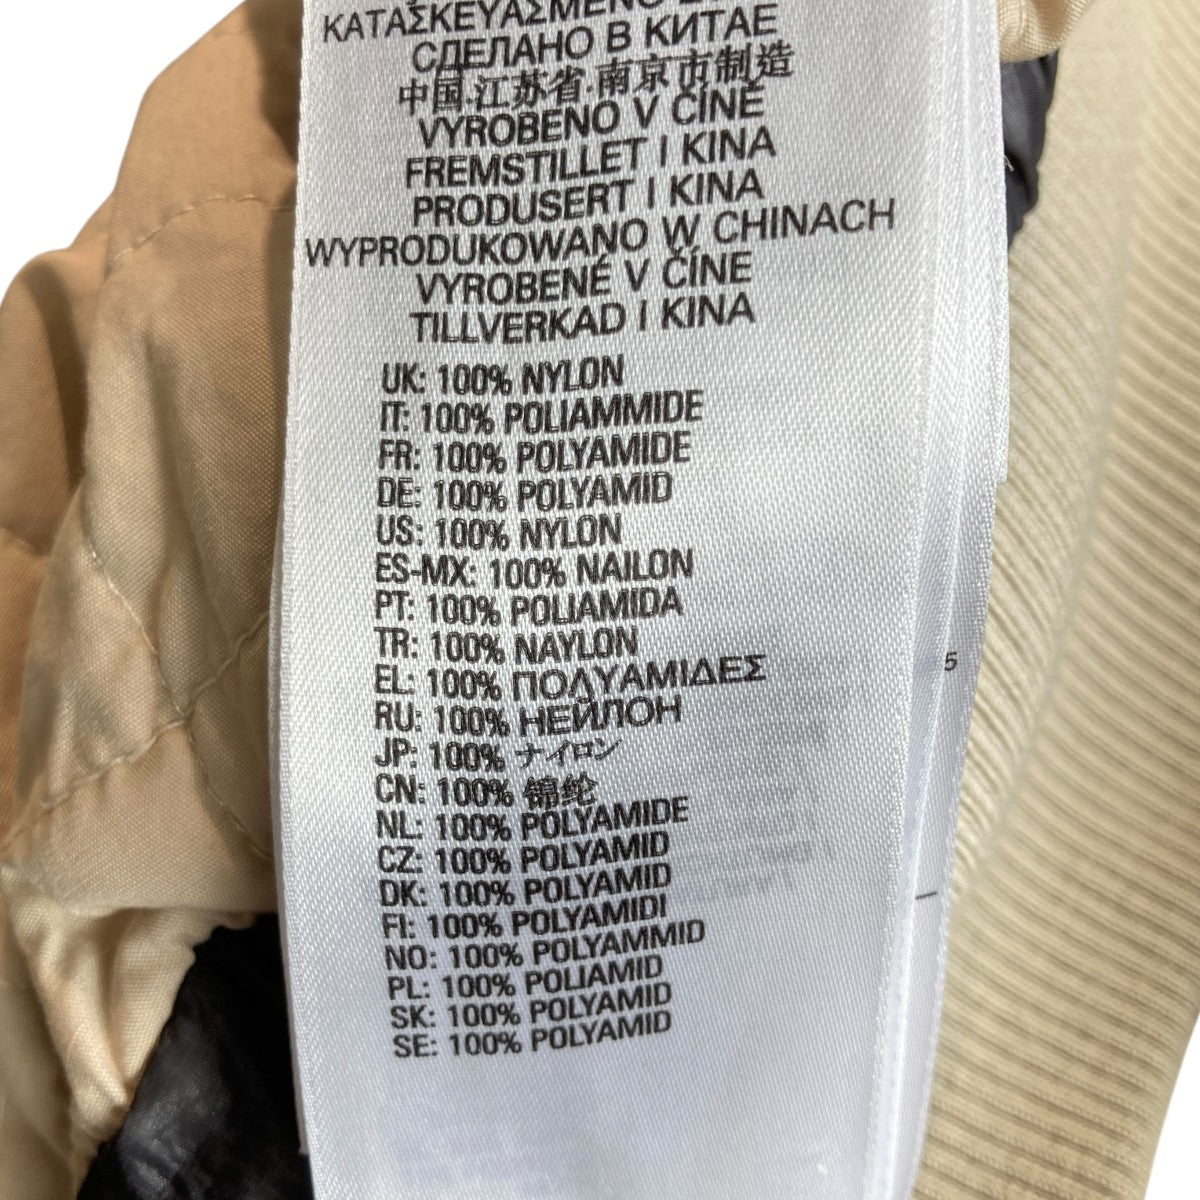 ΚΑΤΑΣΚΕΥΑΣΜΕΝΟ
СДЕЛАНО В КИТАЕ
中国.江苏省.南京市制造
VYROBENO V ČÍNĚ
FREMSTILLET I KINA
PRODUSERT I KINA
WYPRODUKOWANO W CHINACH
VYROBENÉ V ČÍNE
TILLVERKAD I KINA
UK: 100% NYLON
IT: 100% POLIAMMIDE
FR: 100% POLYAMIDE
DE: 100% POLYAMID
US: 100% NYLON
ES-MX: 100% NAILON
PT: 100% POLIAMIDA
TR: 100% NAYLON
EL: 100% ΠΟΛΥΑΜΙΔΕΣ
RU: 100% НЕЙЛОН
JP: 100% ナイロン
CN: 100% 锦纶
NL: 100% POLYAMIDE
CZ: 100% POLYAMID
DK: 100% POLYAMID
FI: 100% POLYAMIDI
NO: 100% POLYAMMID
PL: 100% POLIAMID
SK: 100% POLYAMID
SE: 100% POLYAMID
5